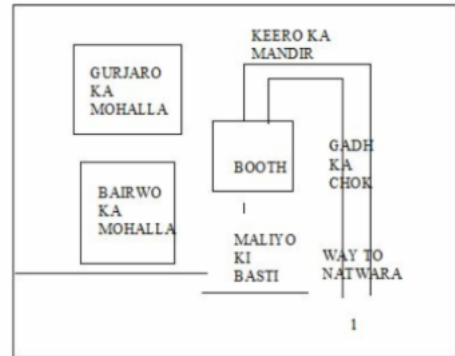 KEERO KA
MANDIR
GURJARO
KA
MOHALLA
BOOTH
GADH
KA
CHOK
BAIRWO
KA
MOHALLA
MALIYO
KI
BASTI
WAY TO
NATWARA
1